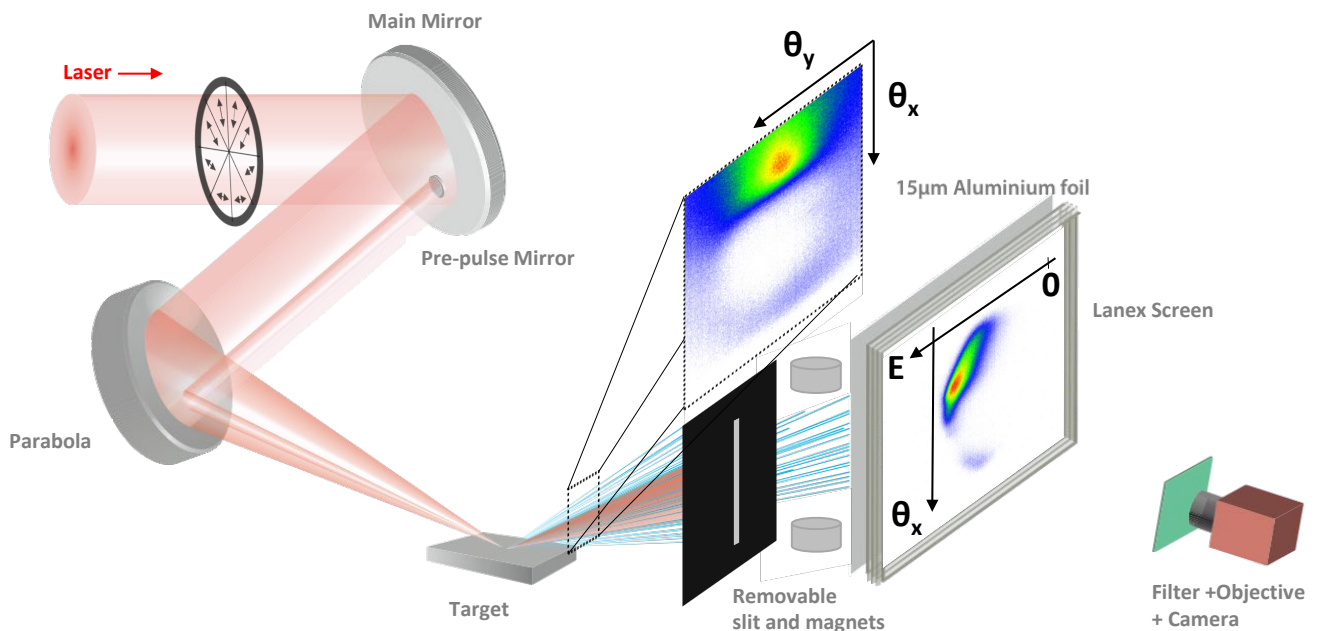 Main Mirror
Laser
θy
θx
15μm Aluminium foil
Pre-pulse Mirror
0
Lanex Screen
E
Parabola
θx
Target
Removable
slit and magnets
Filter +Objective
+ Camera